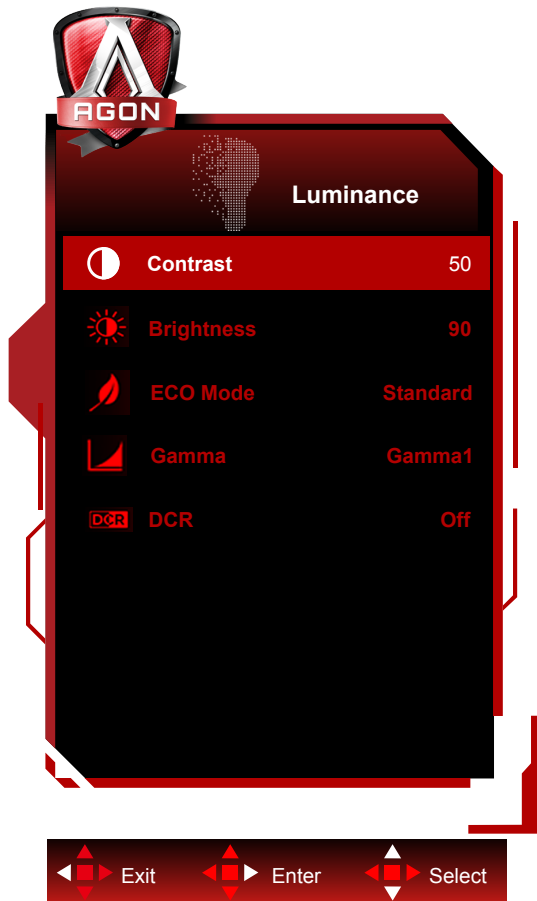 AGON
Luminance
Contrast 50
Brightness 90
ECO Mode Standard
Gamma Gamma1
DCR DCR Off
Exit Enter Select